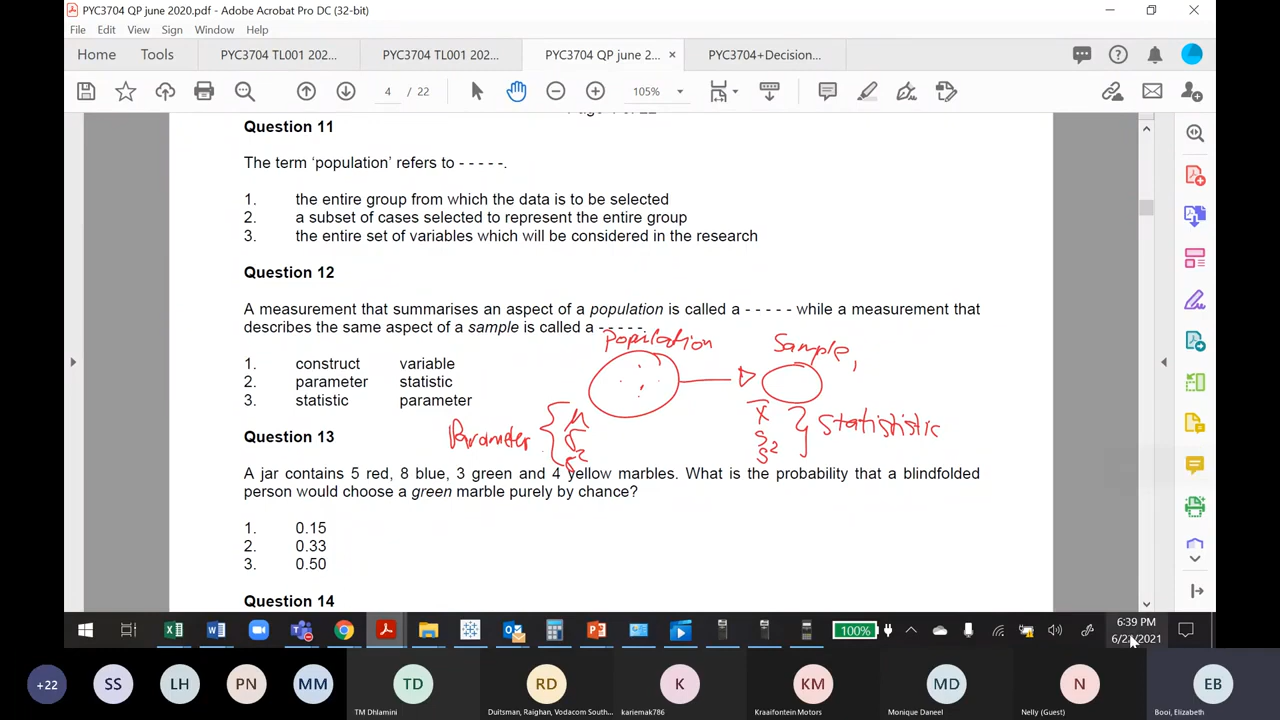 PYC3704 QP june 2020.pdf - Adobe Acrobat Pro DC (32-bit)
File Edit View Sign Window Help
Home Tools PYC3704 TL001 202... PYC3704 TL001 202... PYC3704 QP june 2... × PYC3704+Decision...
4 / 22 105%
Question 11
The term ‘population’ refers to - - - - -.
1. the entire group from which the data is to be selected
2. a subset of cases selected to represent the entire group
3. the entire set of variables which will be considered in the research
Question 12
A measurement that summarises an aspect of a population is called a - - - - - while a measurement that
describes the same aspect of a sample is called a - - - - -
Population Sample,
1. construct variable
2. parameter statistic
3. statistic parameter
Parameter { μ
σ
σ²
x̄
s
s² } Statististic
Question 13
A jar contains 5 red, 8 blue, 3 green and 4 yellow marbles. What is the probability that a blindfolded
person would choose a green marble purely by chance?
1. 0.15
2. 0.33
3. 0.50
Question 14
100%
6:39 PM
+22 SS LH PN MM TD RD K KM MD N EB
TM Dhlamini Duitsman, Raighan, Vodacom South... kariemak786 Kraaifontein Motors Monique Daneel Nelly (Guest) Booi, Elizabeth